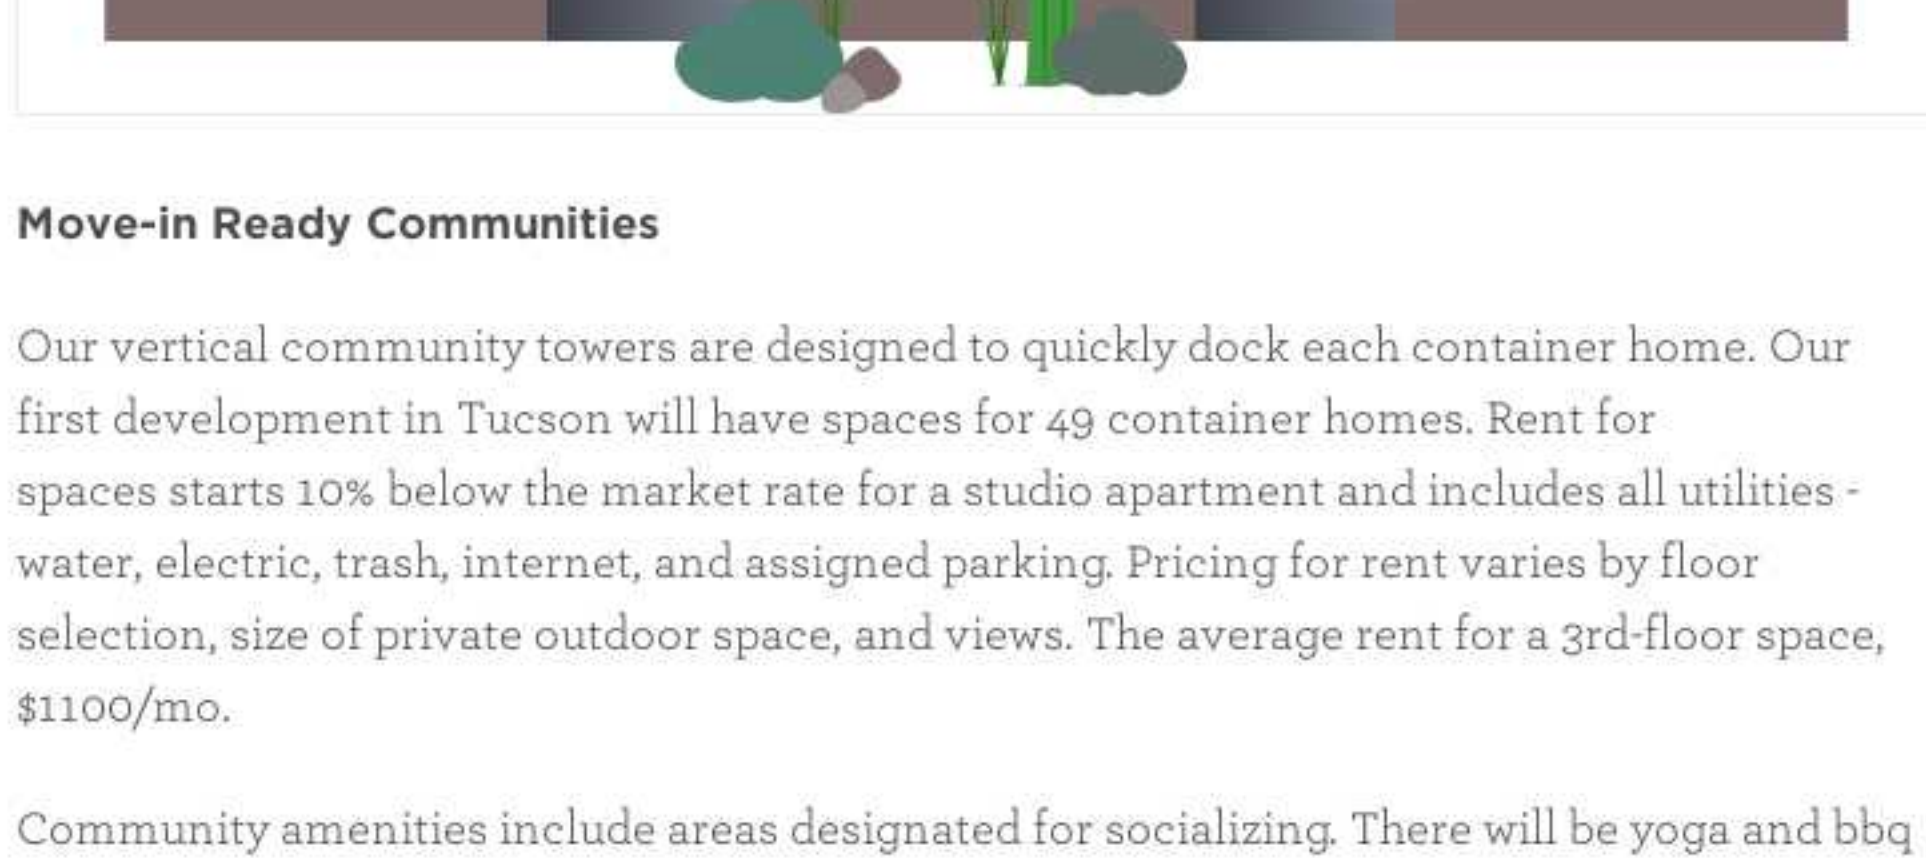 Move-in Ready Communities
Our vertical community towers are designed to quickly dock each container home. Our
first development in Tucson will have spaces for 49 container homes. Rent for
spaces starts 10% below the market rate for a studio apartment and includes all utilities -
water, electric, trash, internet, and assigned parking. Pricing for rent varies by floor
selection, size of private outdoor space, and views. The average rent for a 3rd-floor space,
$1100/mo.
Community amenities include areas designated for socializing. There will be yoga and bbq